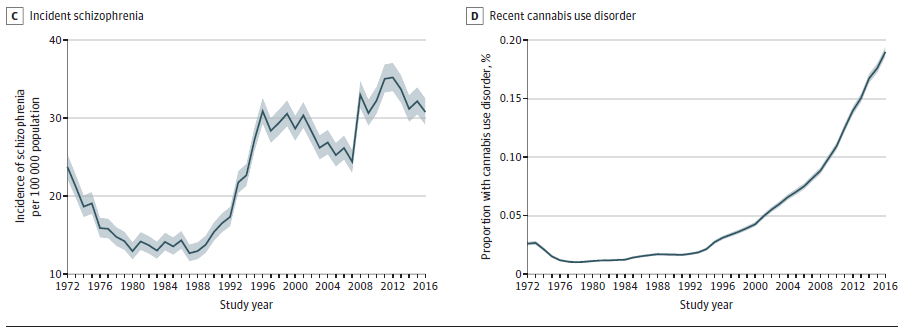 C Incident schizophrenia
40
30
20
10
Incidence of schizophrenia
per 100 000 population
1972 1976 1980 1984 1988 1992 1996 2000 2004 2008 2012 2016
Study year
D Recent cannabis use disorder
0.20
0.15
0.10
0.05
0
Proportion with cannabis use disorder, %
1972 1976 1980 1984 1988 1992 1996 2000 2004 2008 2012 2016
Study year